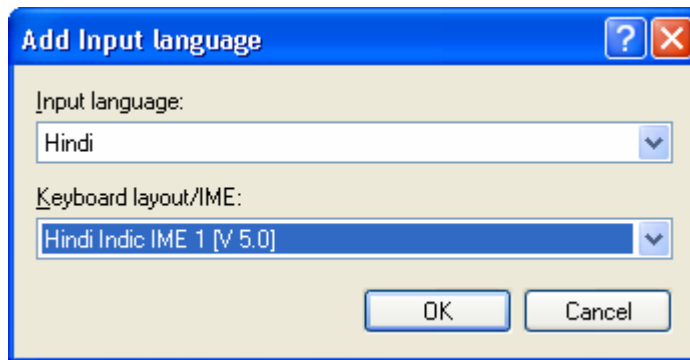 Add Input language
Input language:
Hindi
Keyboard layout/IME:
Hindi Indic IME 1 [V 5.0]
OK Cancel